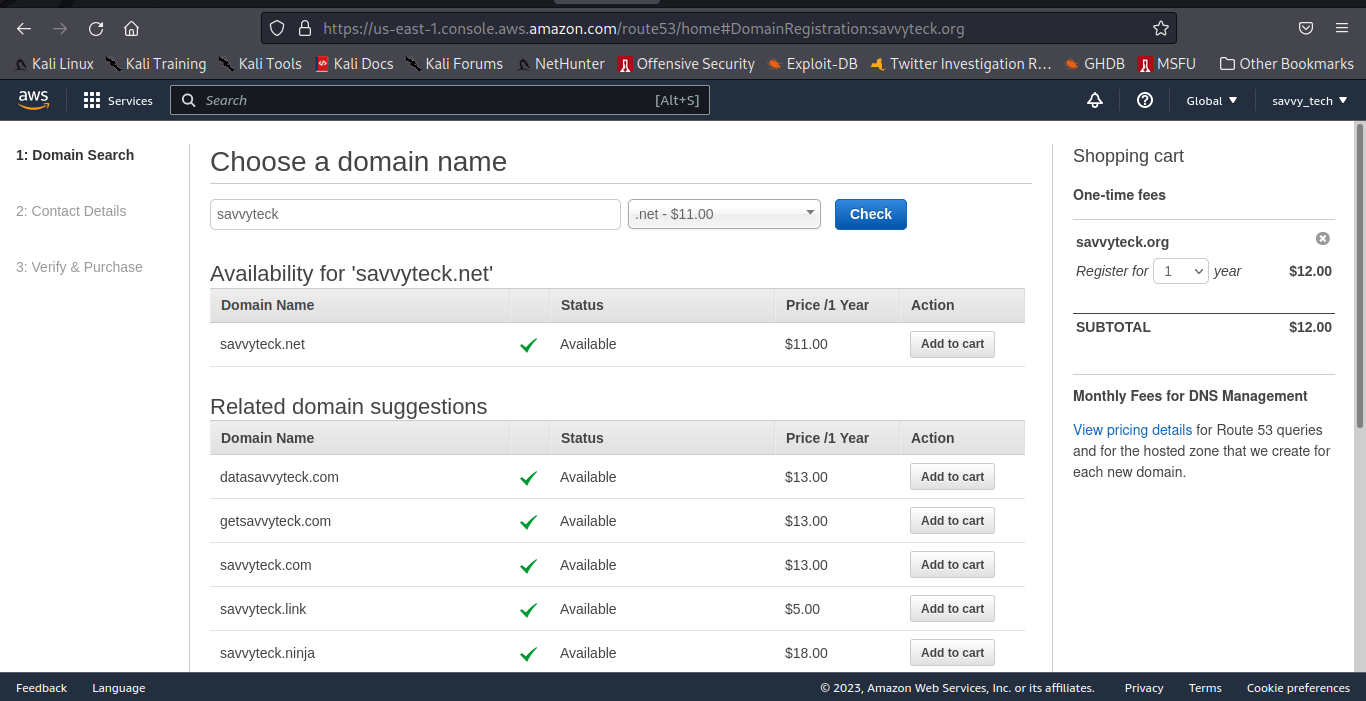 https://us-east-1.console.aws.amazon.com/route53/home#DomainRegistration:savvyteck.org
Kali Linux Kali Training Kali Tools Kali Docs Kali Forums NetHunter Offensive Security Exploit-DB Twitter Investigation R… GHDB MSFU Other Bookmarks
aws Services Search [Alt+S] Global savvy_tech
1: Domain Search
2: Contact Details
3: Verify & Purchase
Choose a domain name
savvyteck .net - $11.00 Check
Availability for 'savvyteck.net'
Domain Name Status Price /1 Year Action
savvyteck.net Available $11.00 Add to cart
Related domain suggestions
Domain Name Status Price /1 Year Action
datasavvyteck.com Available $13.00 Add to cart
getsavvyteck.com Available $13.00 Add to cart
savvyteck.com Available $13.00 Add to cart
savvyteck.link Available $5.00 Add to cart
savvyteck.ninja Available $18.00 Add to cart
Shopping cart
One-time fees
savvyteck.org
Register for 1 year $12.00
SUBTOTAL $12.00
Monthly Fees for DNS Management
View pricing details for Route 53 queries
and for the hosted zone that we create for
each new domain.
Feedback Language © 2023, Amazon Web Services, Inc. or its affiliates. Privacy Terms Cookie preferences